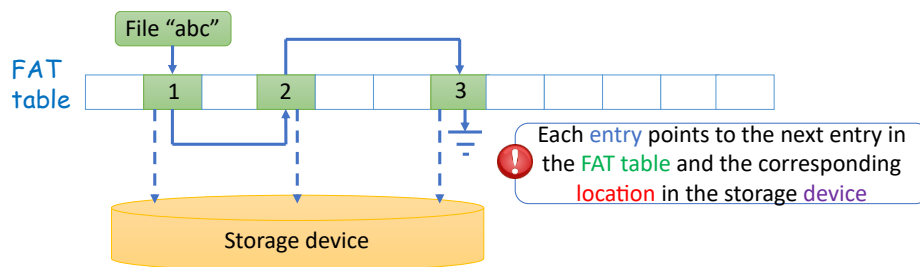 File “abc”
FAT
table
1
2
3
Each entry points to the next entry in
the FAT table and the corresponding
location in the storage device
!
Storage device